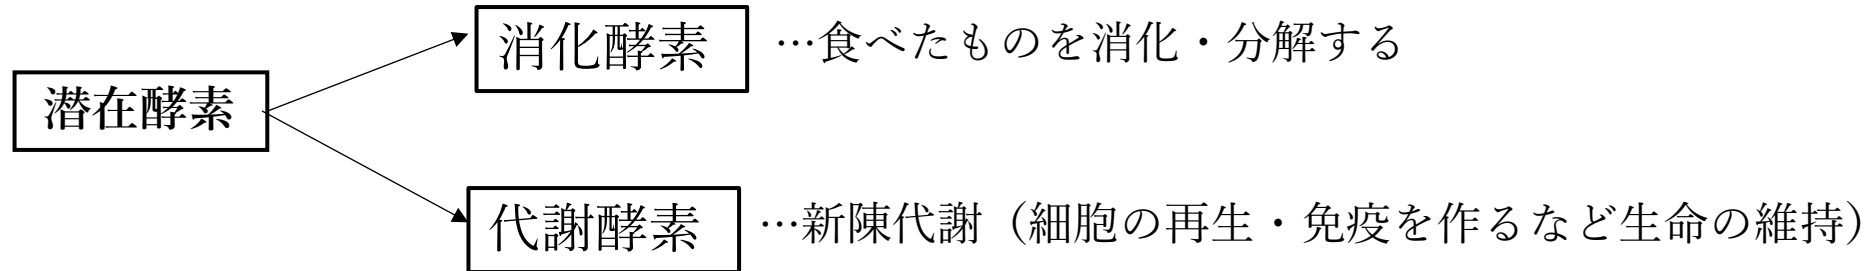 消化酵素 …食べたものを消化・分解する
潜在酵素
代謝酵素 …新陳代謝（細胞の再生・免疫を作るなど生命の維持）